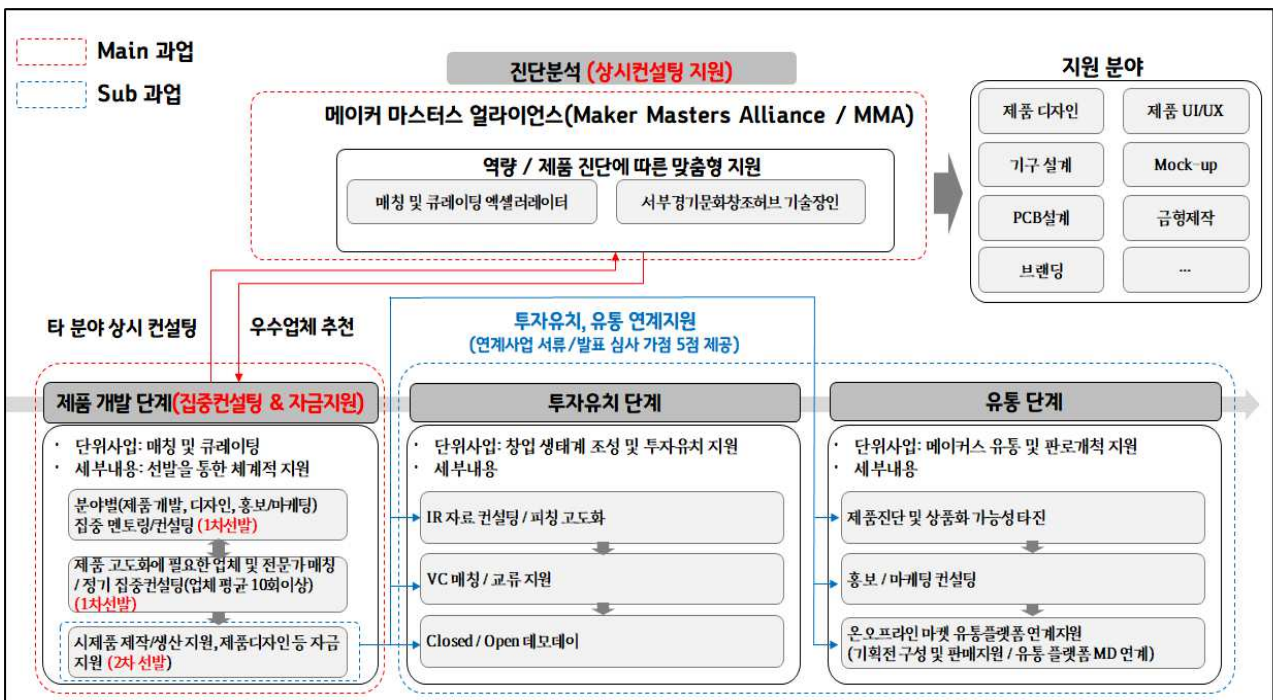 Main 과업
Sub 과업
진단분석 (상시컨설팅 지원)
메이커 마스터스 얼라이언스(Maker Masters Alliance / MMA)
역량 / 제품 진단에 따른 맞춤형 지원
매칭 및 큐레이팅 엑셀러레이터
서부경기문화창조허브 기술장인
지원 분야
제품 디자인
제품 UI/UX
기구 설계
Mock-up
PCB설계
금형제작
브랜딩
...
타 분야 상시 컨설팅
우수업체 추천
투자유치, 유통 연계지원
(연계사업 서류/발표 심사 가점 5점 제공)
제품 개발 단계(집중컨설팅 & 자금지원)
· 단위사업: 매칭 및 큐레이팅
· 세부내용: 선발을 통한 체계적 지원
분야별(제품 개발, 디자인, 홍보/마케팅)
집중 멘토링/컨설팅 (1차선발)
제품 고도화에 필요한 업체 및 전문가 매칭
/ 정기 집중컨설팅(업체 평균 10회이상)
(1차선발)
시제품 제작/생산 지원, 제품디자인 등 자금
지원 (2차 선발)
투자유치 단계
· 단위사업: 창업 생태계 조성 및 투자유치 지원
· 세부내용
IR 자료 컨설팅 / 피칭 고도화
VC 매칭 / 교류 지원
Closed / Open 데모데이
유통 단계
· 단위사업: 메이커스 유통 및 판로개척 지원
· 세부내용
제품진단 및 상품화 가능성 타진
홍보 / 마케팅 컨설팅
온오프라인 마켓 유통플랫폼 연계지원
(기획전 구성 및 판매지원 / 유통 플랫폼 MD 연계)